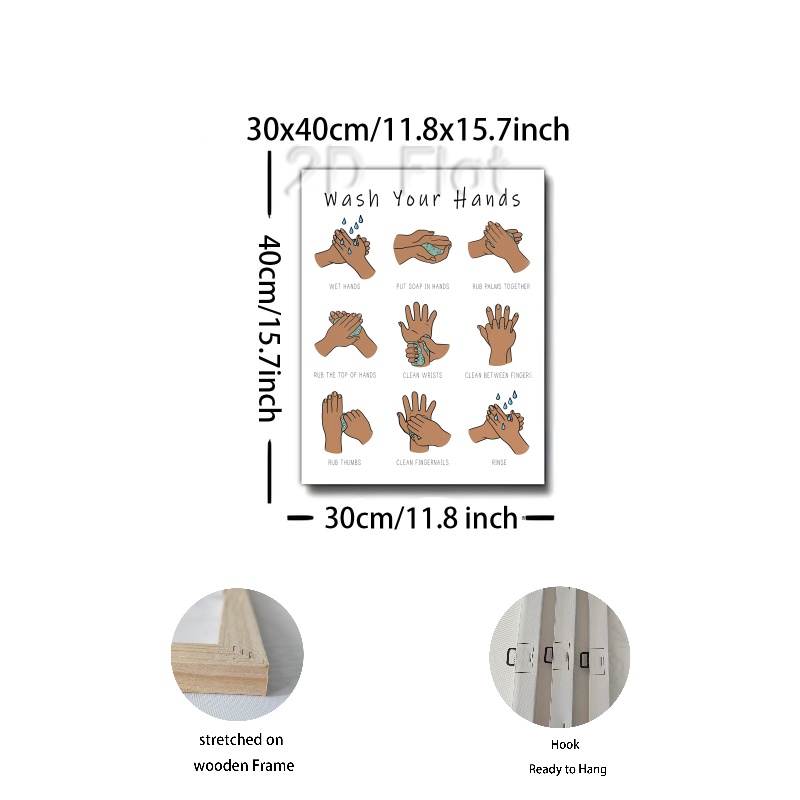 30x40cm/11.8x15.7inch
2D Flat
Wash Your Hands
WET HANDS
PUT SOAP IN HANDS
RUB PALMS TOGETHER
RUB THE TOP OF HANDS
CLEAN WRISTS
CLEAN BETWEEN FINGERS
RUB THUMBS
CLEAN FINGERNAILS
RINSE
40cm/15.7inch
30cm/11.8 inch
stretched on
wooden Frame
Hook
Ready to Hang